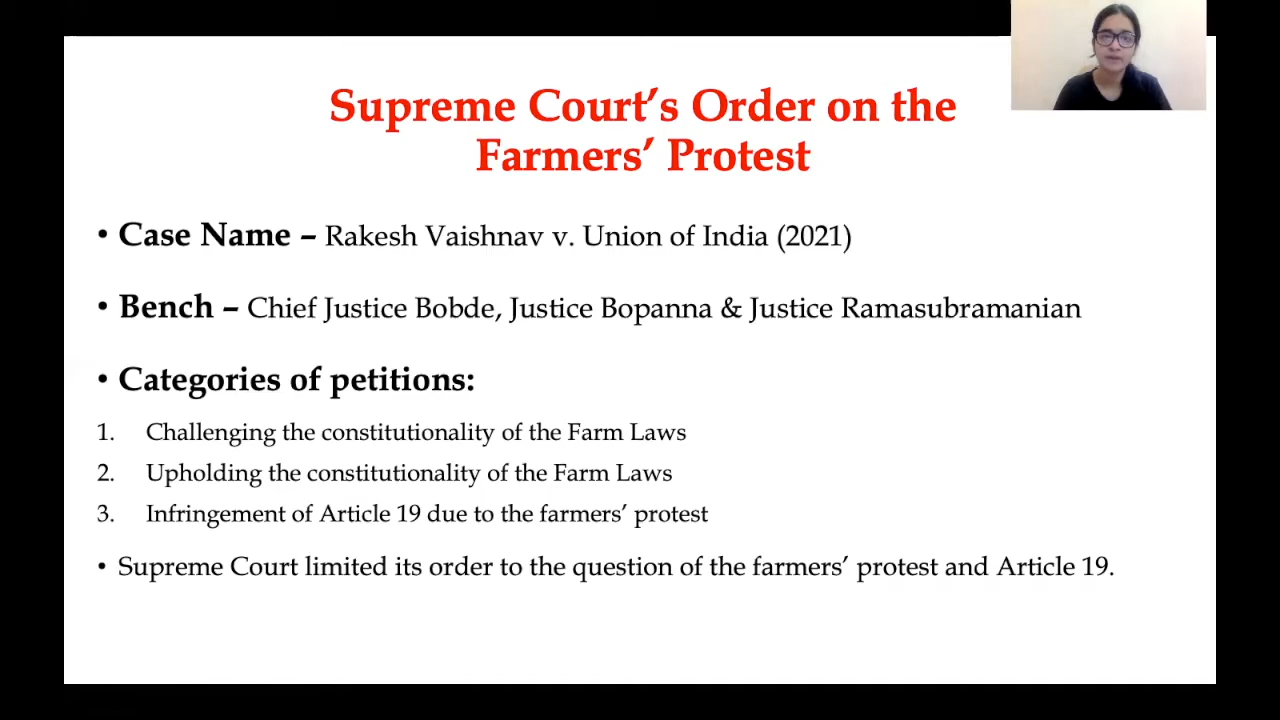 Supreme Court’s Order on the
Farmers’ Protest
• Case Name – Rakesh Vaishnav v. Union of India (2021)
• Bench – Chief Justice Bobde, Justice Bopanna & Justice Ramasubramanian
• Categories of petitions:
1. Challenging the constitutionality of the Farm Laws
2. Upholding the constitutionality of the Farm Laws
3. Infringement of Article 19 due to the farmers’ protest
• Supreme Court limited its order to the question of the farmers’ protest and Article 19.